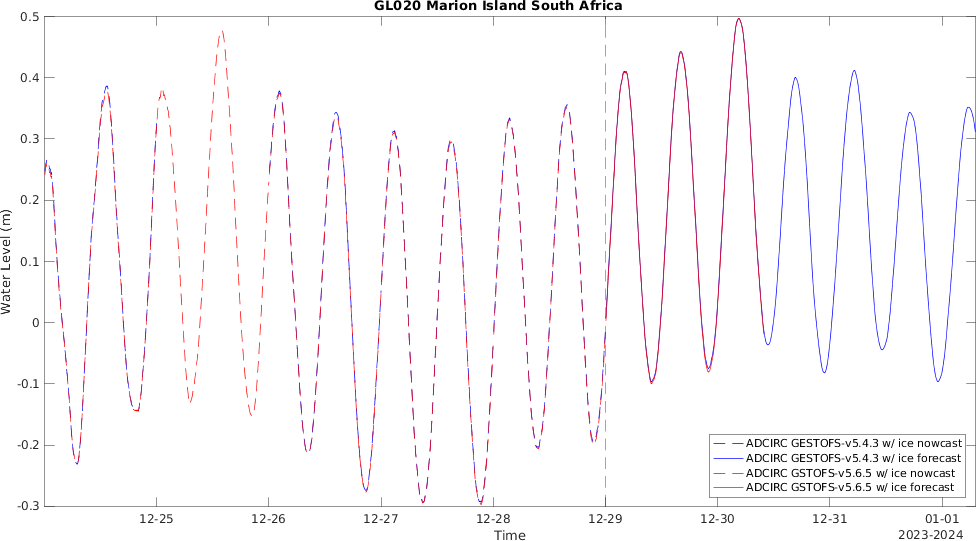 GL020 Marion Island South Africa
0.5
0.4
0.3
0.2
0.1
0
-0.1
-0.2
-0.3
Water Level (m)
12-25 12-26 12-27 12-28 12-29 12-30 12-31 01-01
Time
2023-2024
ADCIRC GESTOFS-v5.4.3 w/ ice nowcast
ADCIRC GESTOFS-v5.4.3 w/ ice forecast
ADCIRC GSTOFS-v5.6.5 w/ ice nowcast
ADCIRC GSTOFS-v5.6.5 w/ ice forecast